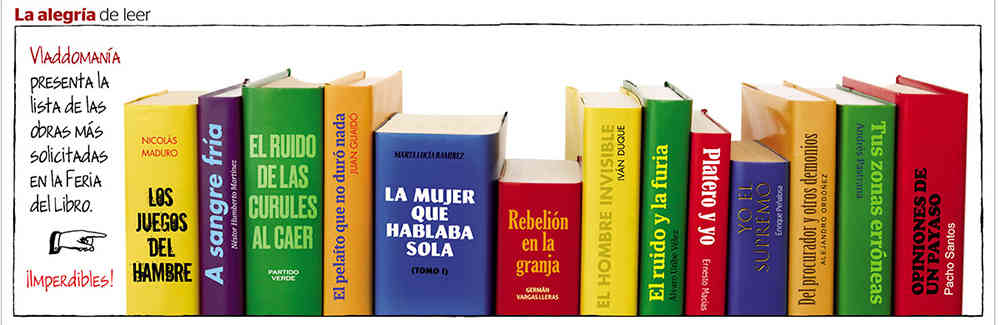 La alegría de leer
Vladdomanía
presenta la
lista de las
obras más
solicitadas
en la Feria
del Libro.
¡Imperdibles!
NICOLÁS
MADURO
LOS
JUEGOS
DEL
HAMBRE
A sangre fría
Néstor Humberto Martínez
EL RUIDO
DE LAS
CURULES
AL CAER
PARTIDO
VERDE
El pelaíto que no duró nada
JUAN GUAIDÓ
MARTA LUCÍA RAMÍREZ
LA MUJER
QUE
HABLABA
SOLA
(TOMO I)
Rebelión
en la
granja
GERMÁN
VARGAS LLERAS
EL HOMBRE INVISIBLE
IVÁN DUQUE
El ruido y la furia
Álvaro Uribe Vélez
Platero y yo
Ernesto Macías
YO EL
SUPREMO
Enrique Peñalosa
Del procurador y otros demonios
ALEJANDRO ORDÓÑEZ
Tus zonas erróneas
Andrés Pastrana
OPINIONES DE
UN PATASO
Pacho Santos